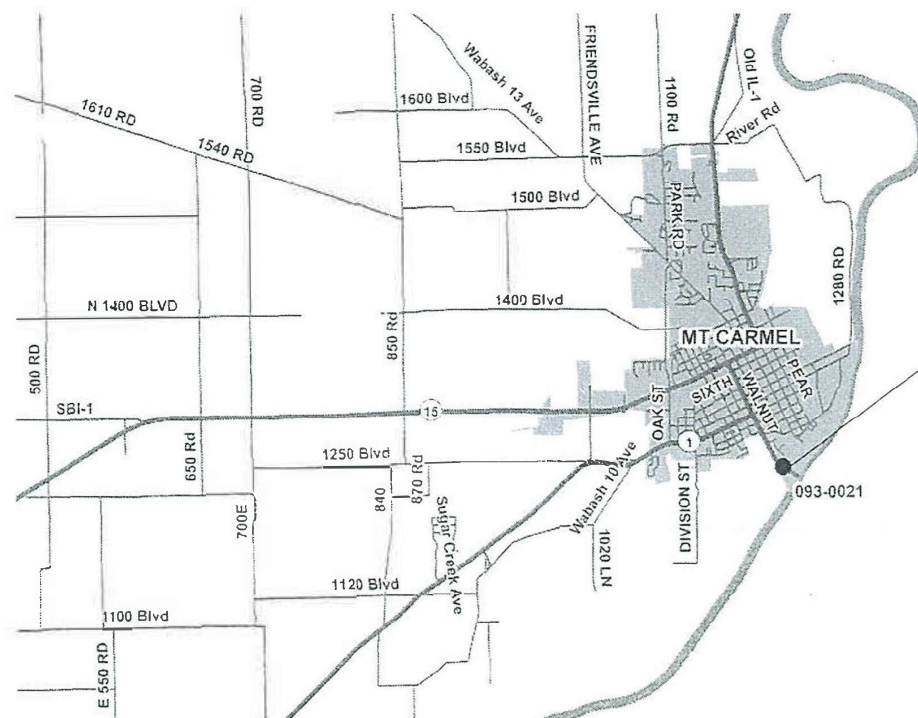 Old IL-1
Wabash 13 Ave
FRIENDSVILLE AVE
1100 Rd
700 RD
1610 RD
1600 Blvd
River Rd
1540 RD
1550 Blvd
1500 Blvd
PARK RD
1280 RD
N 1400 BLVD
1400 Blvd
850 Rd
MT CARMEL
500 RD
PEAR
SIXTH
WALNUT
SBI-1
15
OAK ST
1
650 Rd
1250 Blvd
870 Rd
840
Wabash 10 Ave
DIVISION ST
093-0021
700E
Sugar Creek Ave
1020 LN
1120 Blvd
1100 Blvd
E 550 RD